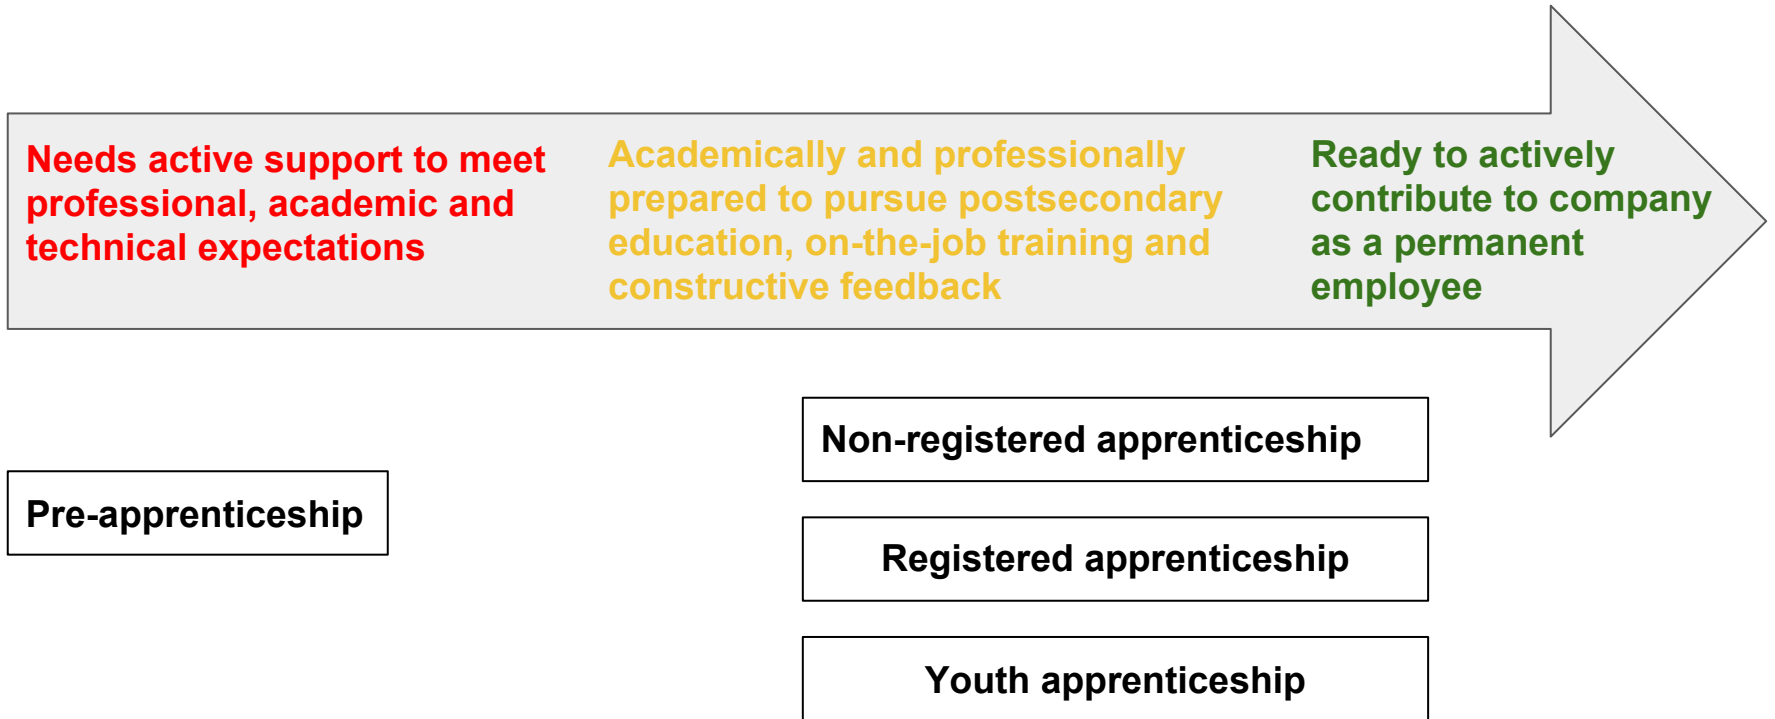 Needs active support to meet
professional, academic and
technical expectations
Academically and professionally
prepared to pursue postsecondary
education, on-the-job training and
constructive feedback
Ready to actively
contribute to company
as a permanent
employee
Pre-apprenticeship
Non-registered apprenticeship
Registered apprenticeship
Youth apprenticeship